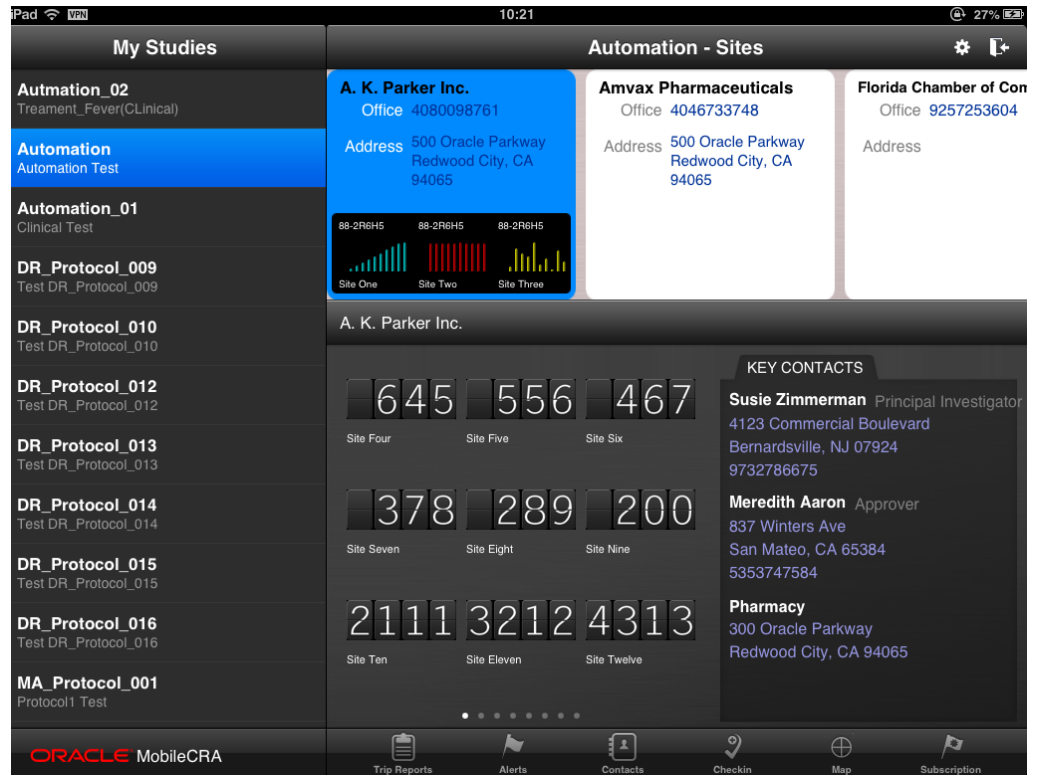 iPad VPN 10:21 27%
My Studies
Automation - Sites
Autmation_02
Treament_Fever(CLinical)
Automation
Automation Test
Automation_01
Clinical Test
DR_Protocol_009
Test DR_Protocol_009
DR_Protocol_010
Test DR_Protocol_010
DR_Protocol_012
Test DR_Protocol_012
DR_Protocol_013
Test DR_Protocol_013
DR_Protocol_014
Test DR_Protocol_014
DR_Protocol_015
Test DR_Protocol_015
DR_Protocol_016
Test DR_Protocol_016
MA_Protocol_001
Protocol1 Test
ORACLE MobileCRA
A. K. Parker Inc.
Office 4080098761
Address 500 Oracle Parkway
Redwood City, CA
94065
88-2R6H5 88-2R6H5 88-2R6H5
Site One Site Two Site Three
Amvax Pharmaceuticals
Office 4046733748
Address 500 Oracle Parkway
Redwood City, CA
94065
Florida Chamber of Com
Office 9257253604
Address
A. K. Parker Inc.
645 556 467
Site Four Site Five Site Six
378 289 200
Site Seven Site Eight Site Nine
2111 3212 4313
Site Ten Site Eleven Site Twelve
KEY CONTACTS
Susie Zimmerman Principal Investigator
4123 Commercial Boulevard
Bernardsville, NJ 07924
9732786675
Meredith Aaron Approver
837 Winters Ave
San Mateo, CA 65384
5353747584
Pharmacy
300 Oracle Parkway
Redwood City, CA 94065
Trip Reports Alerts Contacts Checkin Map Subscription